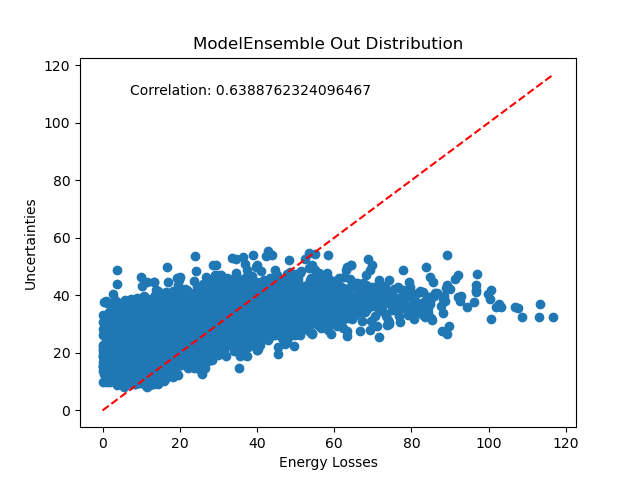 ModelEnsemble Out Distribution
Correlation: 0.6388762324096467
120
100
80
60
40
20
0
Uncertainties
0 20 40 60 80 100 120
Energy Losses